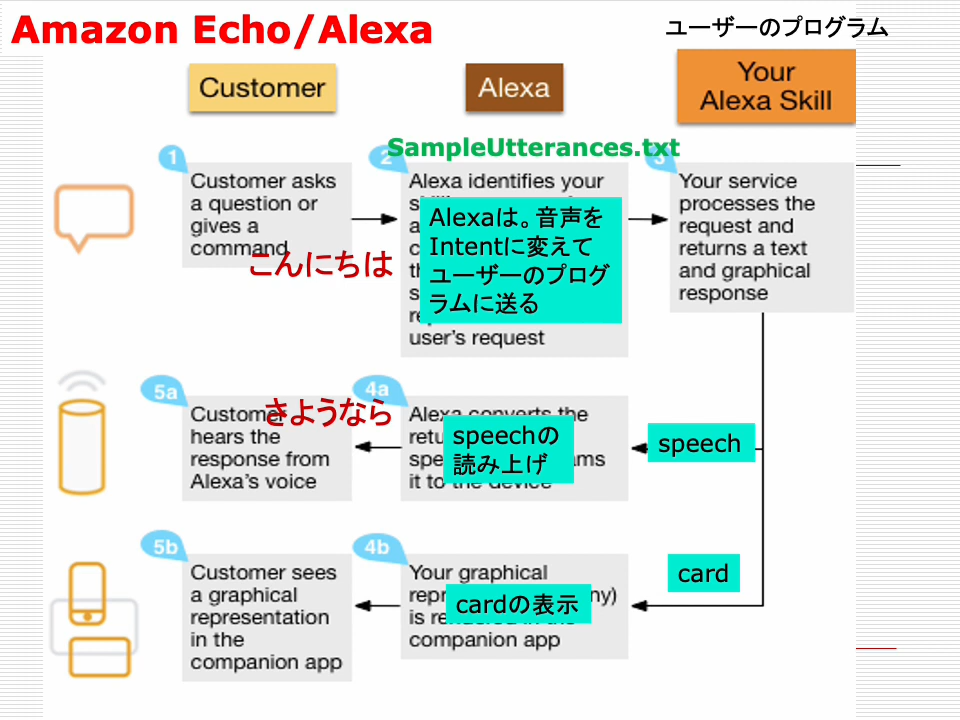 Amazon Echo/Alexa
ユーザーのプログラム
Customer
Alexa
Your
Alexa Skill
SampleUtterances.txt
1
Customer asks
a question or
gives a
command
こんにちは
2
Alexa identifies your
Alexaは。音声を
Intentに変えて
ユーザーのプログ
ラムに送る
user's request
3
Your service
processes the
request and
returns a text
and graphical
response
5a
Customer
hears the
response from
Alexa's voice
さようなら
4a
Alexa converts the
speechの
読み上げ
it to the device
speech
5b
Customer sees
a graphical
representation
in the
companion app
4b
Your graphical
cardの表示
companion app
card